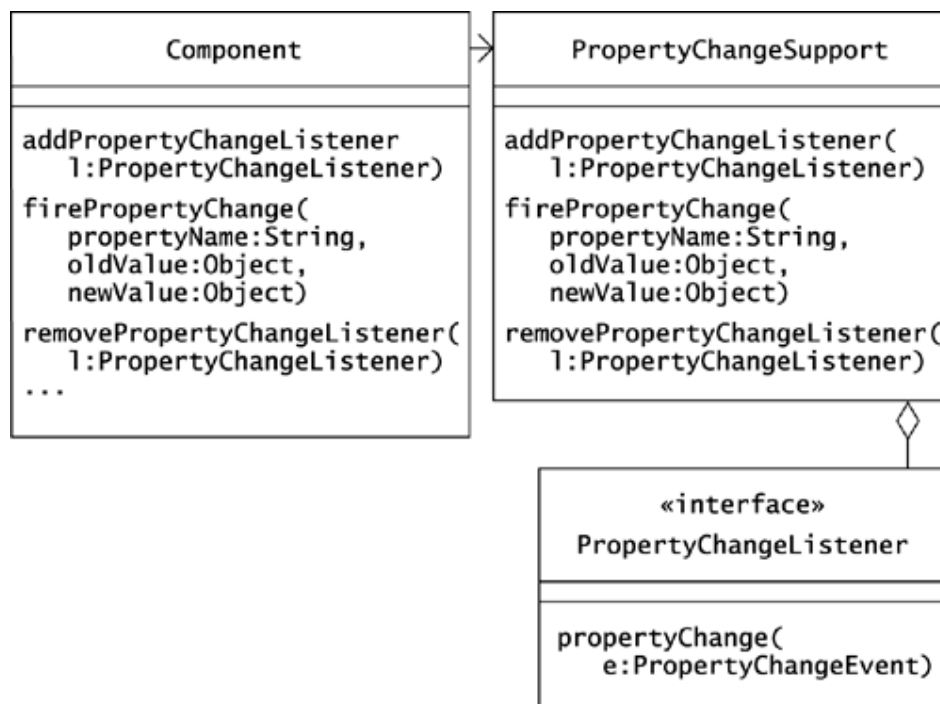 Component
addPropertyChangeListener
l:PropertyChangeListener)
firePropertyChange(
propertyName:String,
oldValue:Object,
newValue:Object)
removePropertyChangeListener(
l:PropertyChangeListener)
...
PropertyChangeSupport
addPropertyChangeListener(
l:PropertyChangeListener)
firePropertyChange(
propertyName:String,
oldValue:Object,
newValue:Object)
removePropertyChangeListener(
l:PropertyChangeListener)
«interface»
PropertyChangeListener
propertyChange(
e:PropertyChangeEvent)